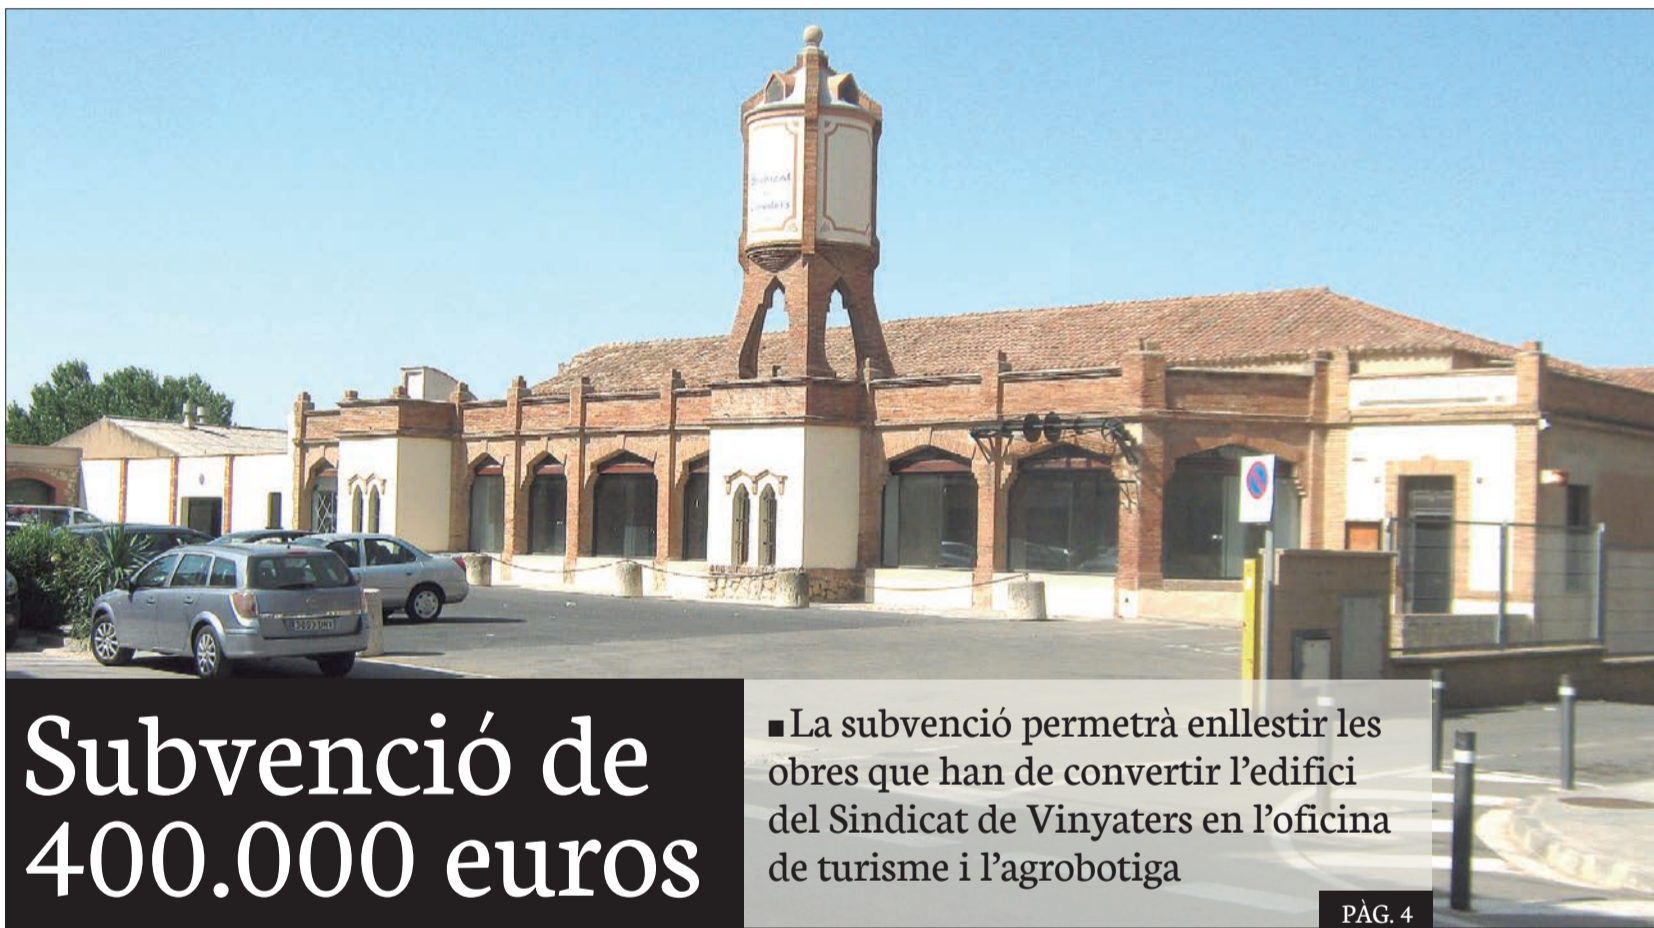 Subvenció de
400.000 euros
■ La subvenció permetrà enllestir les
obres que han de convertir l’edifici
del Sindicat de Vinyaters en l’oficina
de turisme i l’agrobotiga
PÀG. 4